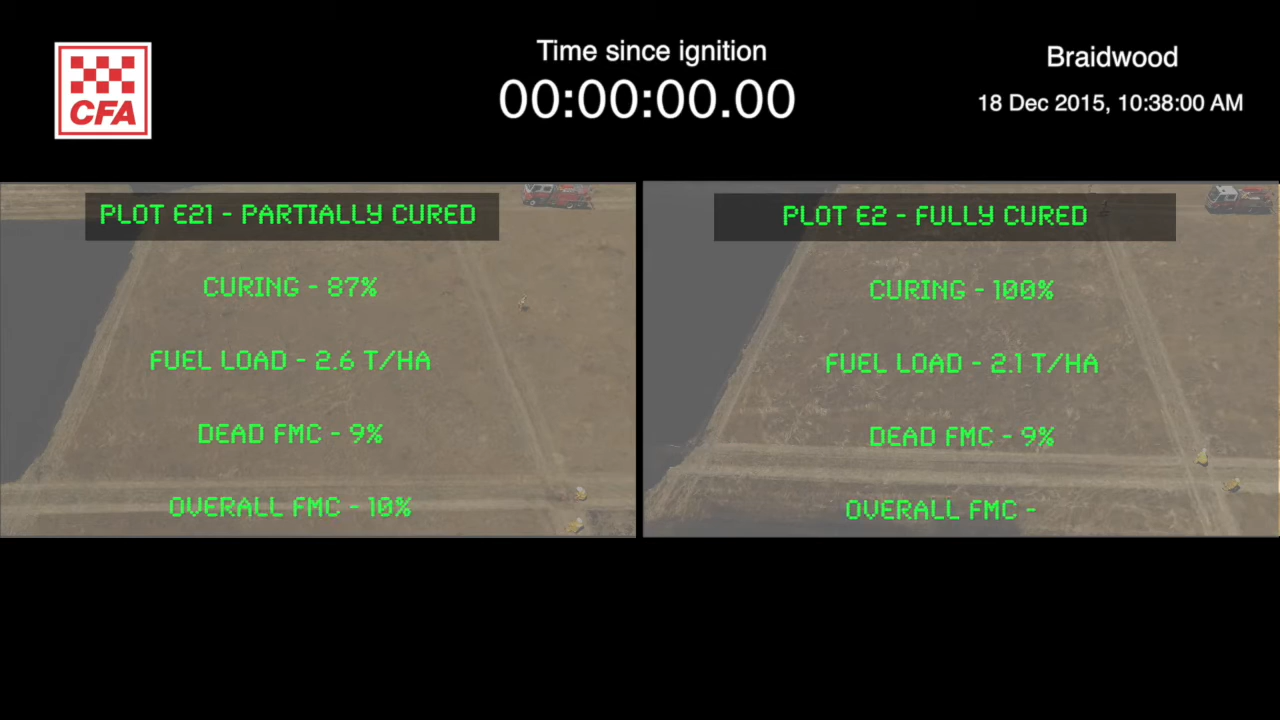 CFA
Time since ignition
00:00:00.00
Braidwood
18 Dec 2015, 10:38:00 AM
PLOT E21 - PARTIALLY CURED
CURING - 87%
FUEL LOAD - 2.6 T/HA
DEAD FMC - 9%
OVERALL FMC - 10%
PLOT E2 - FULLY CURED
CURING - 100%
FUEL LOAD - 2.1 T/HA
DEAD FMC - 9%
OVERALL FMC -